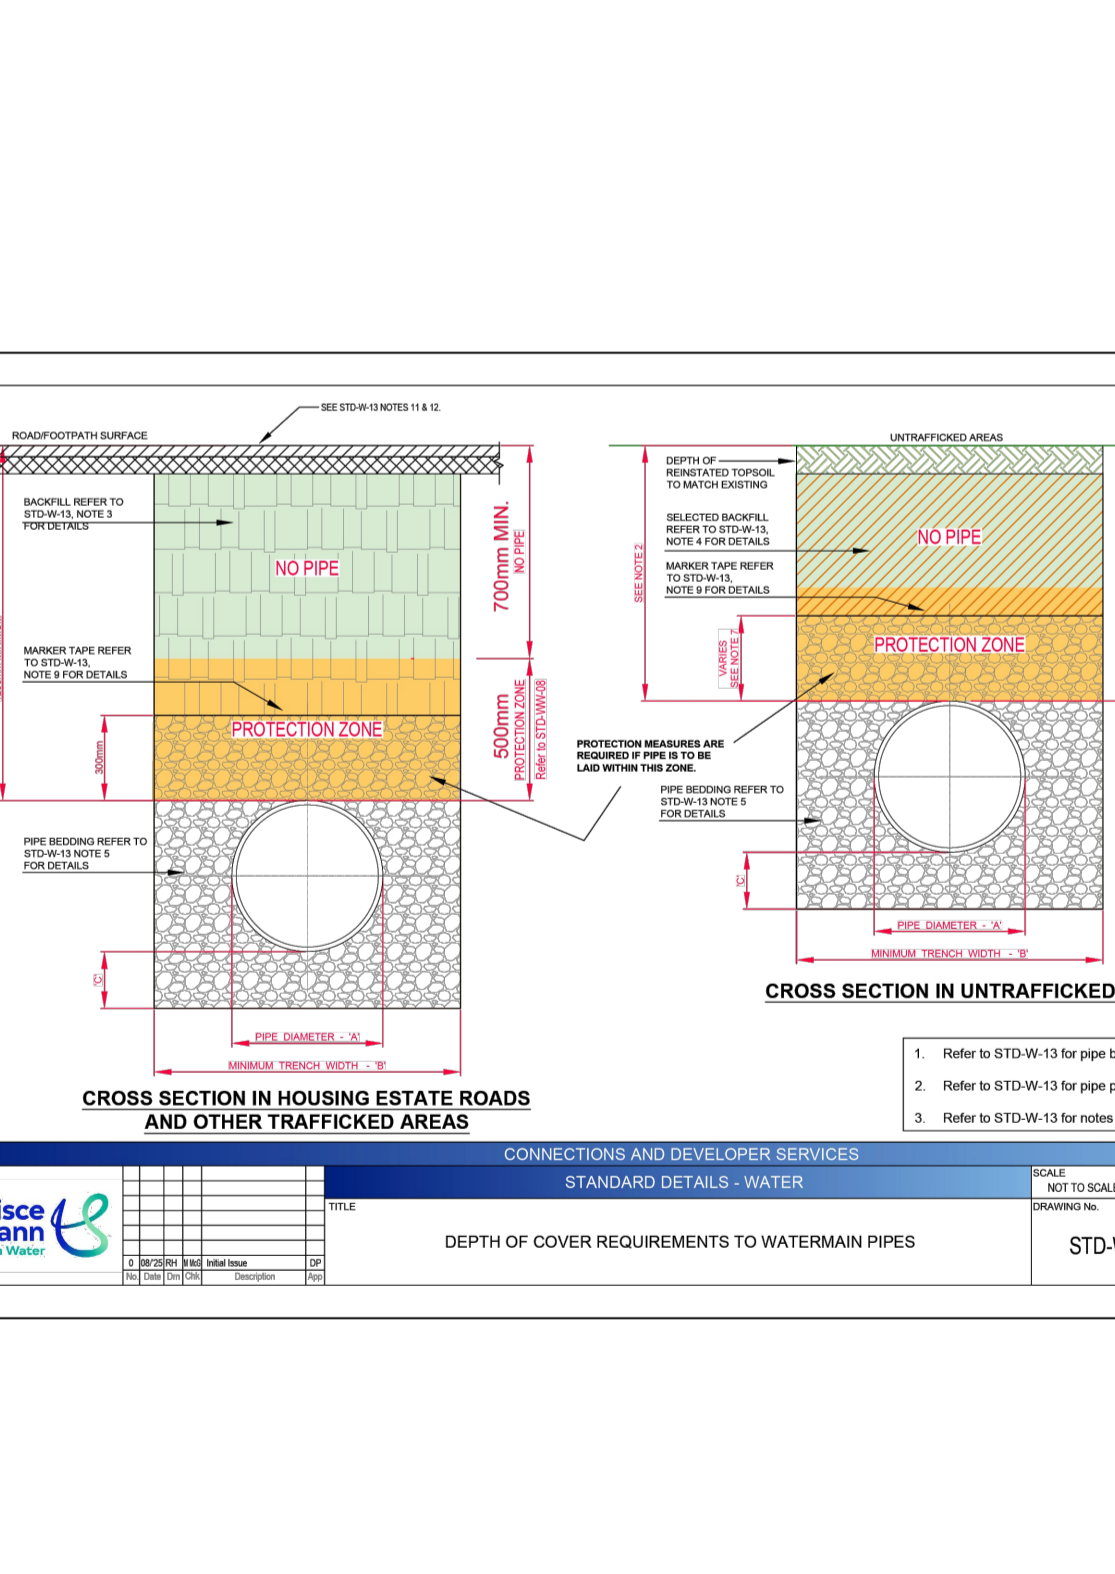 SEE STD-W-13 NOTES 11 & 12.
ROAD/FOOTPATH SURFACE
BACKFILL REFER TO
STD-W-13, NOTE 3
FOR DETAILS
NO PIPE
700mm MIN.
NO PIPE
MARKER TAPE REFER
TO STD-W-13,
NOTE 9 FOR DETAILS
PROTECTION ZONE
500mm
PROTECTION ZONE
Refer to STD-WW-08
300mm
PIPE BEDDING REFER TO
STD-W-13 NOTE 5
FOR DETAILS
'C'
PIPE DIAMETER - 'A'
MINIMUM TRENCH WIDTH - 'B'
CROSS SECTION IN HOUSING ESTATE ROADS
AND OTHER TRAFFICKED AREAS
PROTECTION MEASURES ARE
REQUIRED IF PIPE IS TO BE
LAID WITHIN THIS ZONE.
UNTRAFFICKED AREAS
DEPTH OF
REINSTATED TOPSOIL
TO MATCH EXISTING
SELECTED BACKFILL
REFER TO STD-W-13,
NOTE 4 FOR DETAILS
NO PIPE
SEE NOTE 2
MARKER TAPE REFER
TO STD-W-13,
NOTE 9 FOR DETAILS
VARIES
SEE NOTE 7
PROTECTION ZONE
PIPE BEDDING REFER TO
STD-W-13 NOTE 5
FOR DETAILS
'C'
PIPE DIAMETER - 'A'
MINIMUM TRENCH WIDTH - 'B'
CROSS SECTION IN UNTRAFFICKED
1. Refer to STD-W-13 for pipe b
2. Refer to STD-W-13 for pipe p
3. Refer to STD-W-13 for notes
CONNECTIONS AND DEVELOPER SERVICES
STANDARD DETAILS - WATER
isce
ann
Water
0 08/25 RH M McG Initial Issue DP
No. Date Drn Chk Description App
TITLE
DEPTH OF COVER REQUIREMENTS TO WATERMAIN PIPES
SCALE
NOT TO SCALE
DRAWING No.
STD-